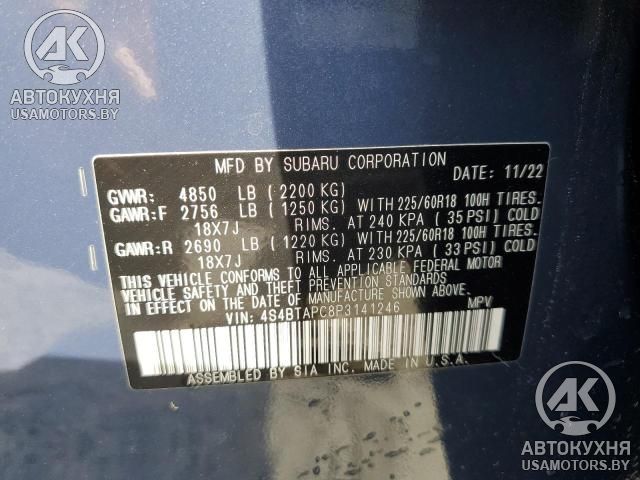 AK
АВТОКУХНЯ
USAMOTORS.BY
MFD BY SUBARU CORPORATION DATE: 11/22
GVWR: 4850 LB (2200 KG)
GAWR:F 2756 LB (1250 KG) WITH 225/60R18 100H TIRES.
18X7J RIMS. AT 240 KPA (35 PSI) COLD
GAWR:R 2690 LB (1220 KG) WITH 225/60R18 100H TIRES.
18X7J RIMS. AT 230 KPA (33 PSI) COLD
THIS VEHICLE CONFORMS TO ALL APPLICABLE FEDERAL MOTOR
VEHICLE SAFETY AND THEFT PREVENTION STANDARDS
IN EFFECT ON THE DATE OF MANUFACTURE SHOWN ABOVE.
VIN: 4S4BTAPC8P3141246 MPV
ASSEMBLED BY SIA INC. MADE IN U.S.A.
AK
АВТОКУХНЯ
USAMOTORS.BY